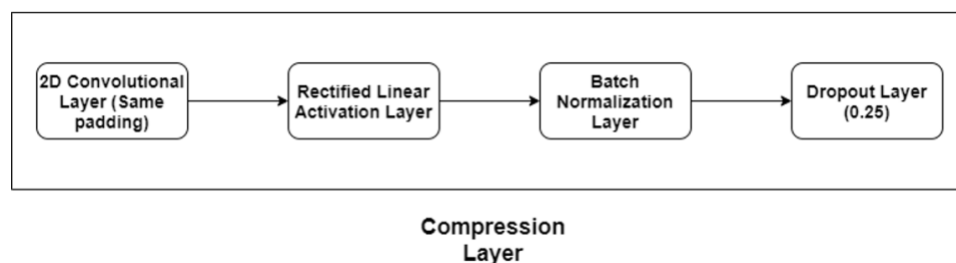 2D Convolutional
Layer (Same
padding)
Rectified Linear
Activation Layer
Batch
Normalization
Layer
Dropout Layer
(0.25)
Compression
Layer